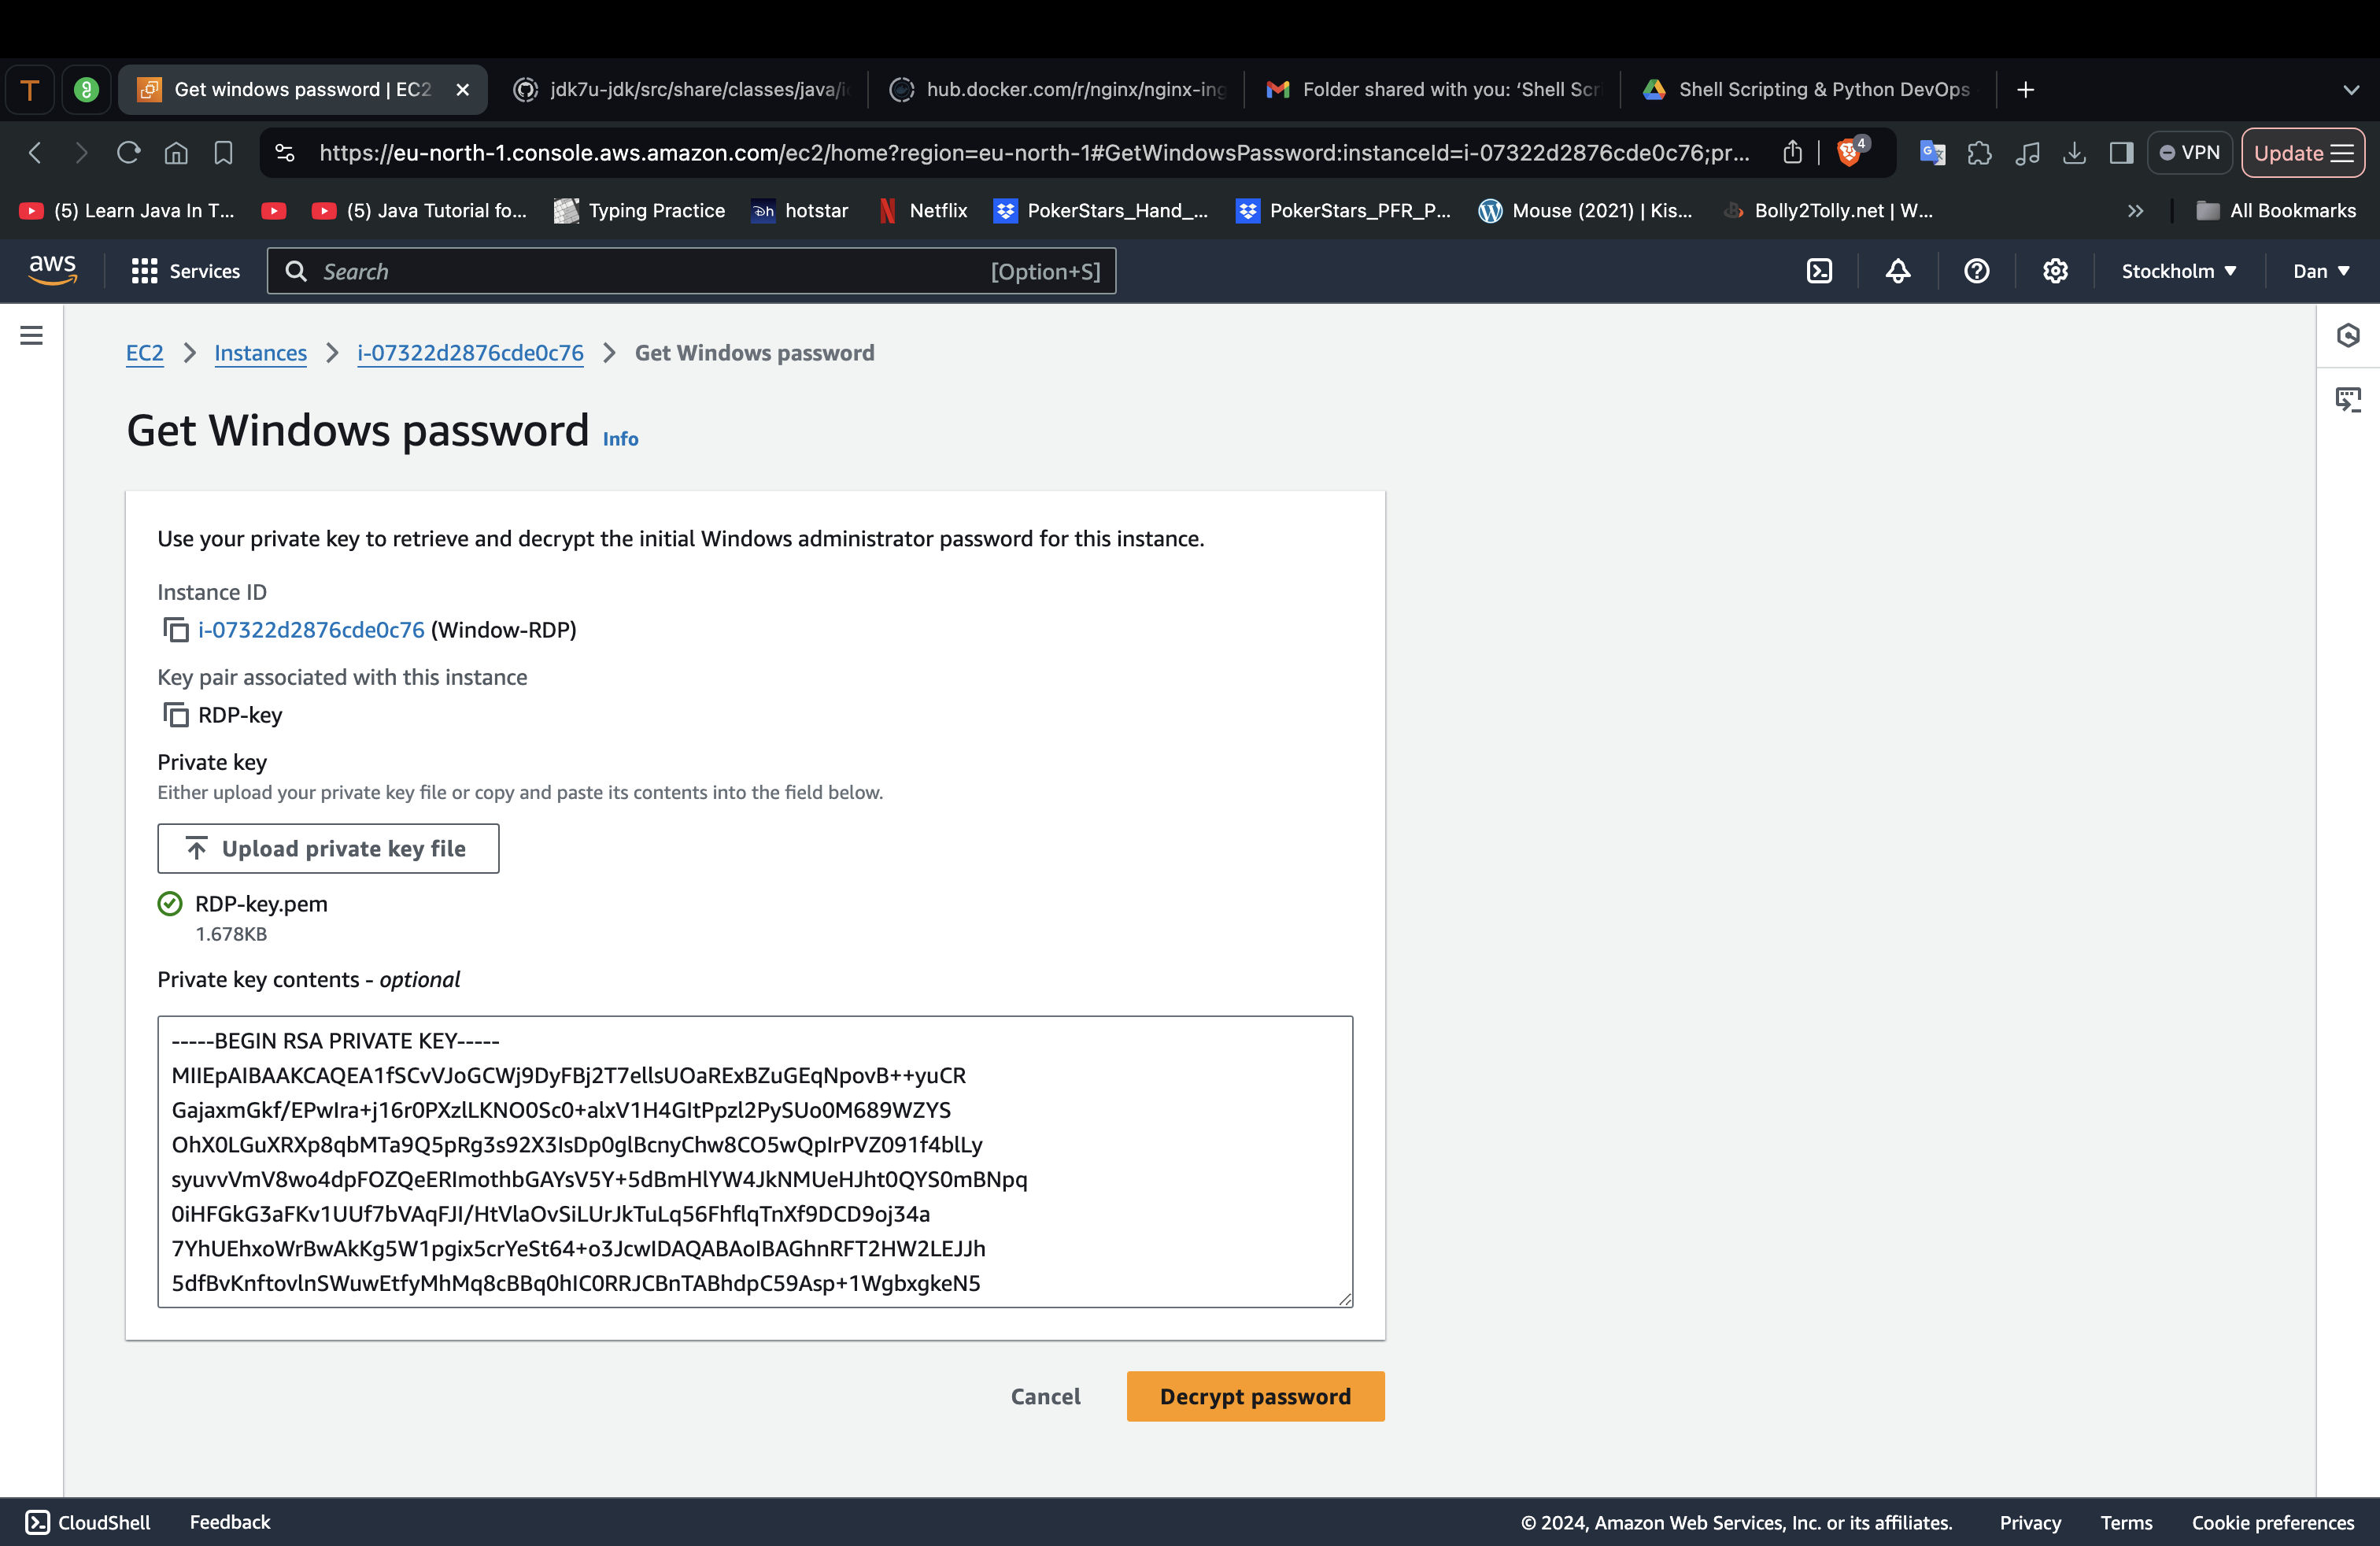 T
Get windows password | EC2
jdk7u-jdk/src/share/classes/java/i
hub.docker.com/r/nginx/nginx-ing
Folder shared with you: ‘Shell Scri
Shell Scripting & Python DevOps
https://eu-north-1.console.aws.amazon.com/ec2/home?region=eu-north-1#GetWindowsPassword:instanceId=i-07322d2876cde0c76;pr...
4
VPN
Update
(5) Learn Java In T...
(5) Java Tutorial fo...
Typing Practice
hotstar
Netflix
PokerStars_Hand_...
PokerStars_PFR_P...
Mouse (2021) | Kis...
Bolly2Tolly.net | W...
All Bookmarks
aws
Services
Search
[Option+S]
Stockholm
Dan
EC2
Instances
i-07322d2876cde0c76
Get Windows password
Get Windows password Info
Use your private key to retrieve and decrypt the initial Windows administrator password for this instance.
Instance ID
i-07322d2876cde0c76 (Window-RDP)
Key pair associated with this instance
RDP-key
Private key
Either upload your private key file or copy and paste its contents into the field below.
Upload private key file
RDP-key.pem
1.678KB
Private key contents - optional
-----BEGIN RSA PRIVATE KEY-----
MIIEpAIBAAKCAQEA1fSCvVJoGCWj9DyFBj2T7ellsUOaRExBZuGEqNpovB++yuCR
GajaxmGkf/EPwIra+j16r0PXzlLKNO0Sc0+alxV1H4GItPpzl2PySUo0M689WZYS
OhX0LGuXRXp8qbMTa9Q5pRg3s92X3IsDp0glBcnyChw8CO5wQpIrPVZ091f4blLy
syuvvVmV8wo4dpFOZQeERImothbGAYsV5Y+5dBmHlYW4JkNMUeHJht0QYS0mBNpq
0iHFGkG3aFKv1UUf7bVAqFJI/HtVlaOvSiLUrJkTuLq56FhflqTnXf9DCD9oj34a
7YhUEhxoWrBwAkKg5W1pgix5crYeSt64+o3JcwIDAQABAoIBAGhnRFT2HW2LEJJh
5dfBvKnftovlnSWuwEtfyMhMq8cBBq0hIC0RRJCBnTABhdpC59Asp+1WgbxgkeN5
Cancel
Decrypt password
CloudShell
Feedback
© 2024, Amazon Web Services, Inc. or its affiliates.
Privacy
Terms
Cookie preferences